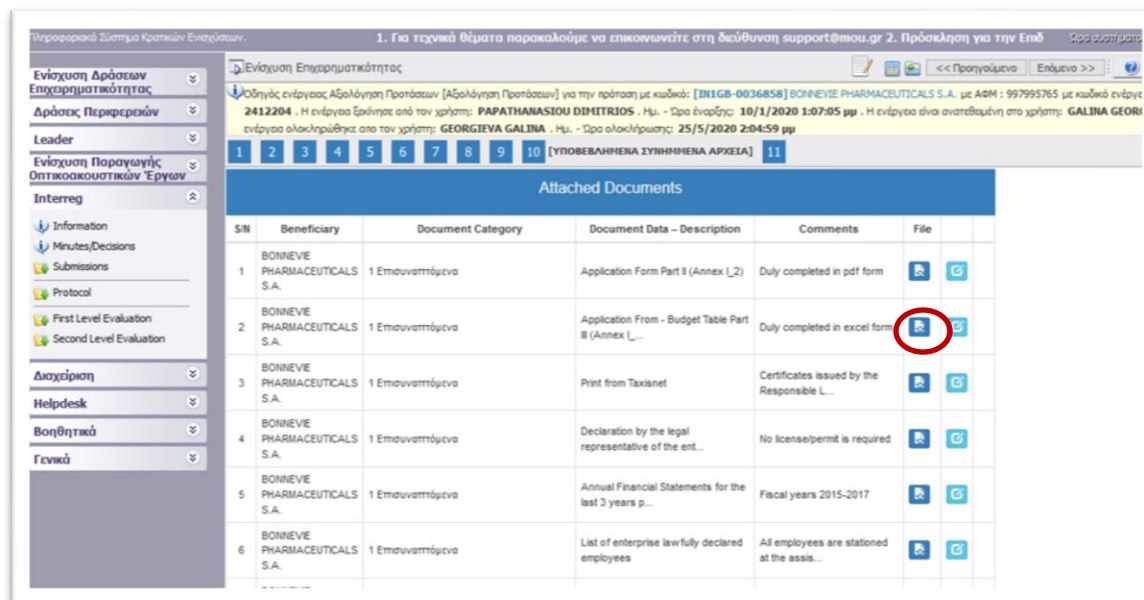 Πληροφοριακό Σύστημα Κρατικών Ενισχύσεων.
1. Για τεχνικά θέματα παρακαλούμε να επικοινωνείτε στη διεύθυνση support@mou.gr 2. Πρόσκληση για την Επιδ
Ώρα συστήματο
Ενίσχυση Δράσεων
Επιχειρηματικότητας
Δράσεις Περιφερειών
Leader
Ενίσχυση Παραγωγής
Οπτικοακουστικών Έργων
Interreg
Information
Minutes/Decisions
Submissions
Protocol
First Level Evaluation
Second Level Evaluation
Διαχείριση
Helpdesk
Βοηθητικά
Γενικά
Ενίσχυση Επιχειρηματικότητας
<< Προηγούμενο Επόμενο >>
Οδηγός ενέργειας Αξιολόγηση Προτάσεων [Αξιολόγηση Προτάσεων] για την πρόταση με κωδικό: [IN1GB-0036858] BONNEVIE PHARMACEUTICALS S.A. με ΑΦΜ : 997995765 με κωδικό ενέργε
2412204 . Η ενέργεια ξεκίνησε απο τον χρήστη: PAPATHANASIOU DIMITRIOS . Ημ. - Ώρα έναρξης: 10/1/2020 1:07:05 μμ . Η ενέργεια είναι ανατεθειμένη στο χρήστη: GALINA GEOR
ενέργεια ολοκληρώθηκε απο τον χρήστη: GEORGIEVA GALINA . Ημ. - Ώρα ολοκλήρωσης: 25/5/2020 2:04:59 μμ
1 2 3 4 5 6 7 8 9 10 [ΥΠΟΒΕΒΛΗΜΕΝΑ ΣΥΝΗΜΜΕΝΑ ΑΡΧΕΙΑ] 11
Attached Documents
S/N Beneficiary Document Category Document Data – Description Comments File
1 BONNEVIE PHARMACEUTICALS S.A. 1 Επισυναπτόμενα Application Form Part II (Annex I_2) Duly completed in pdf form
2 BONNEVIE PHARMACEUTICALS S.A. 1 Επισυναπτόμενα Application From - Budget Table Part III (Annex I_... Duly completed in excel form
3 BONNEVIE PHARMACEUTICALS S.A. 1 Επισυναπτόμενα Print from Taxisnet Certificates issued by the Responsible L...
4 BONNEVIE PHARMACEUTICALS S.A. 1 Επισυναπτόμενα Declaration by the legal representative of the ent... No license/permit is required
5 BONNEVIE PHARMACEUTICALS S.A. 1 Επισυναπτόμενα Annual Financial Statements for the last 3 years p... Fiscal years 2015-2017
6 BONNEVIE PHARMACEUTICALS S.A. 1 Επισυναπτόμενα List of enterprise lawfully declared employees All employees are stationed at the assis...